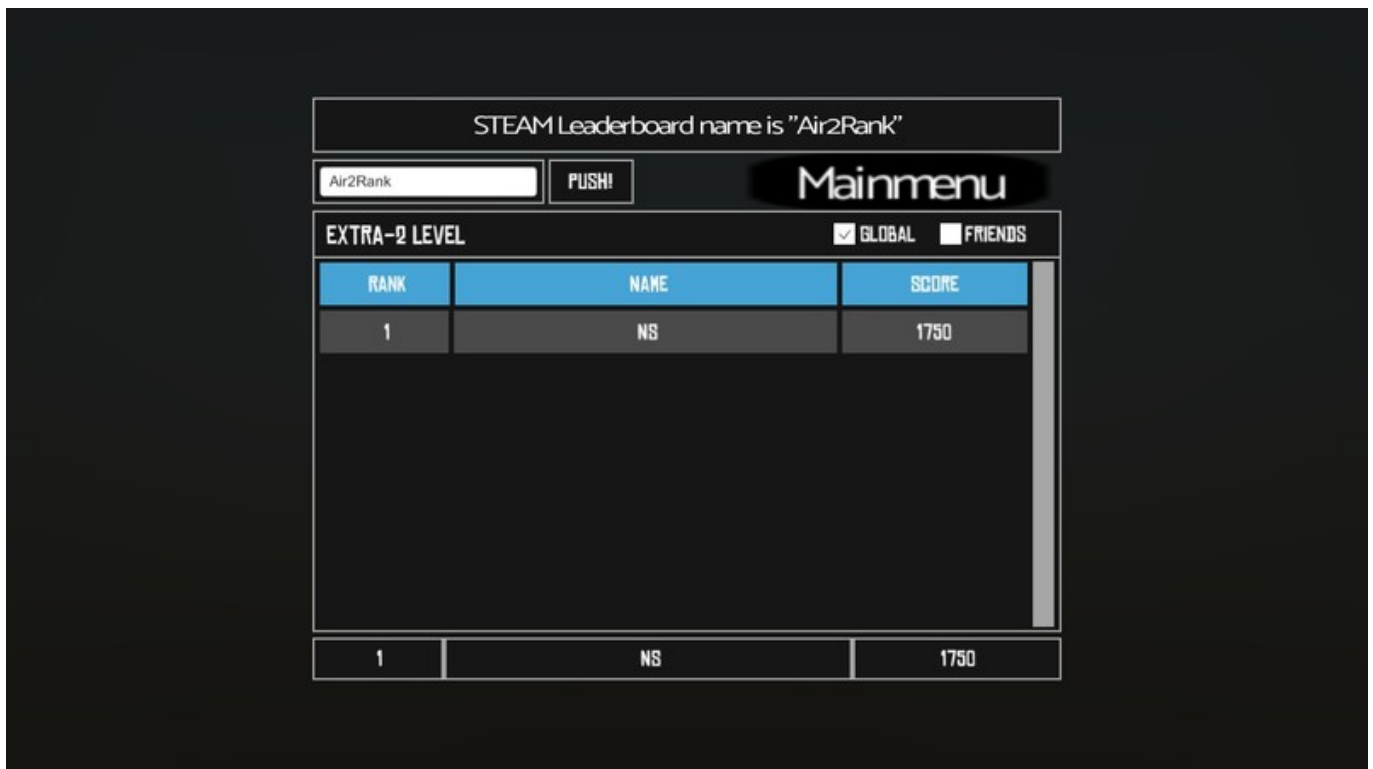 STEAM Leaderboard name is "Air2Rank"
Air2Rank PUSH! Mainmenu
EXTRA-2 LEVEL GLOBAL FRIENDS
RANK NAME SCORE
1 NS 1750
1 NS 1750